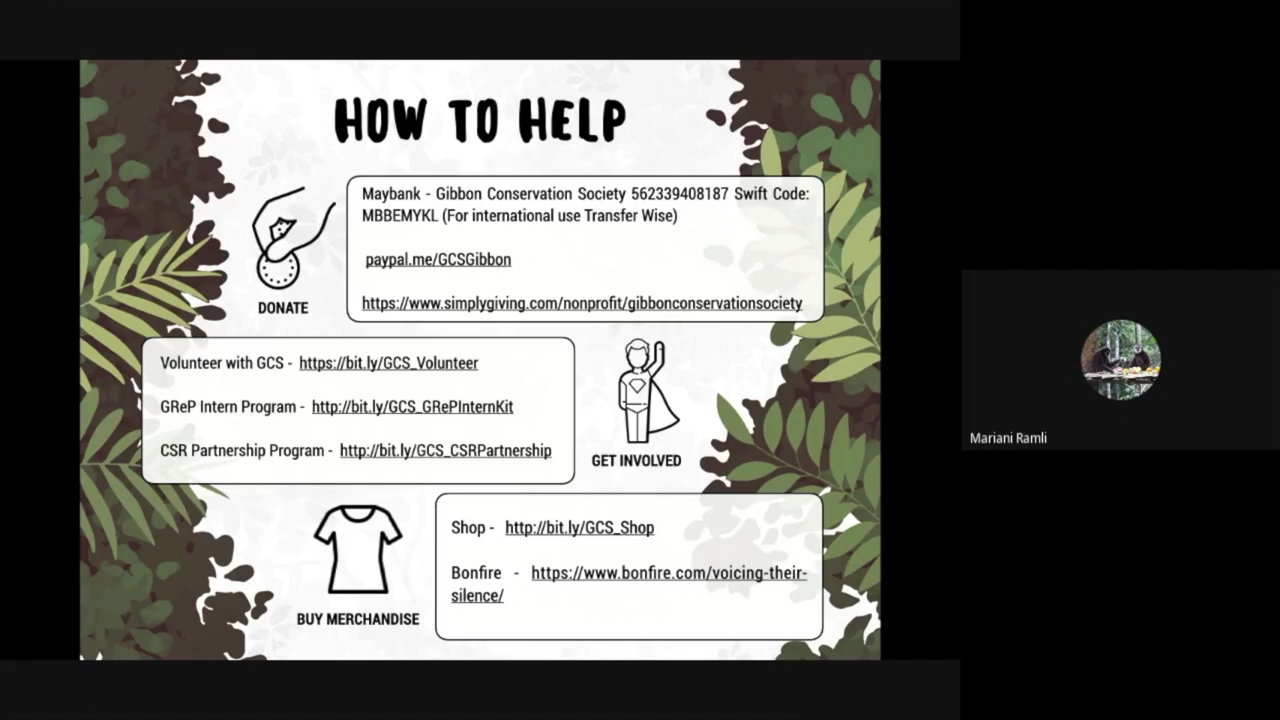 HOW TO HELP
Maybank - Gibbon Conservation Society 562339408187 Swift Code:
MBBEMYKL (For international use Transfer Wise)
paypal.me/GCSGibbon
https://www.simplygiving.com/nonprofit/gibbonconservationsociety
DONATE
Volunteer with GCS - https://bit.ly/GCS_Volunteer
GReP Intern Program - http://bit.ly/GCS_GRePInternKit
CSR Partnership Program - http://bit.ly/GCS_CSRPartnership
GET INVOLVED
Shop - http://bit.ly/GCS_Shop
Bonfire - https://www.bonfire.com/voicing-their-
silence/
BUY MERCHANDISE
Mariani Ramli